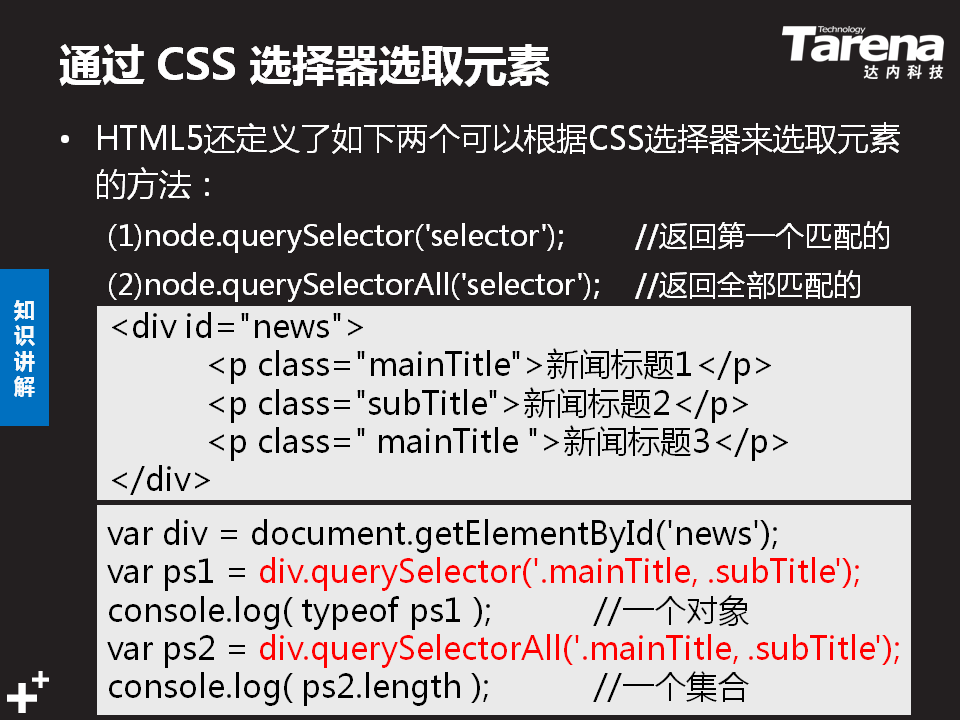 通过 CSS 选择器选取元素
Technology
Tarena
达内科技
• HTML5还定义了如下两个可以根据CSS选择器来选取元素
的方法：
(1)node.querySelector('selector'); //返回第一个匹配的
(2)node.querySelectorAll('selector'); //返回全部匹配的
知识讲解
<div id="news">
<p class="mainTitle">新闻标题1</p>
<p class="subTitle">新闻标题2</p>
<p class=" mainTitle ">新闻标题3</p>
</div>
var div = document.getElementById('news');
var ps1 = div.querySelector('.mainTitle, .subTitle');
console.log( typeof ps1 ); //一个对象
var ps2 = div.querySelectorAll('.mainTitle, .subTitle');
console.log( ps2.length ); //一个集合